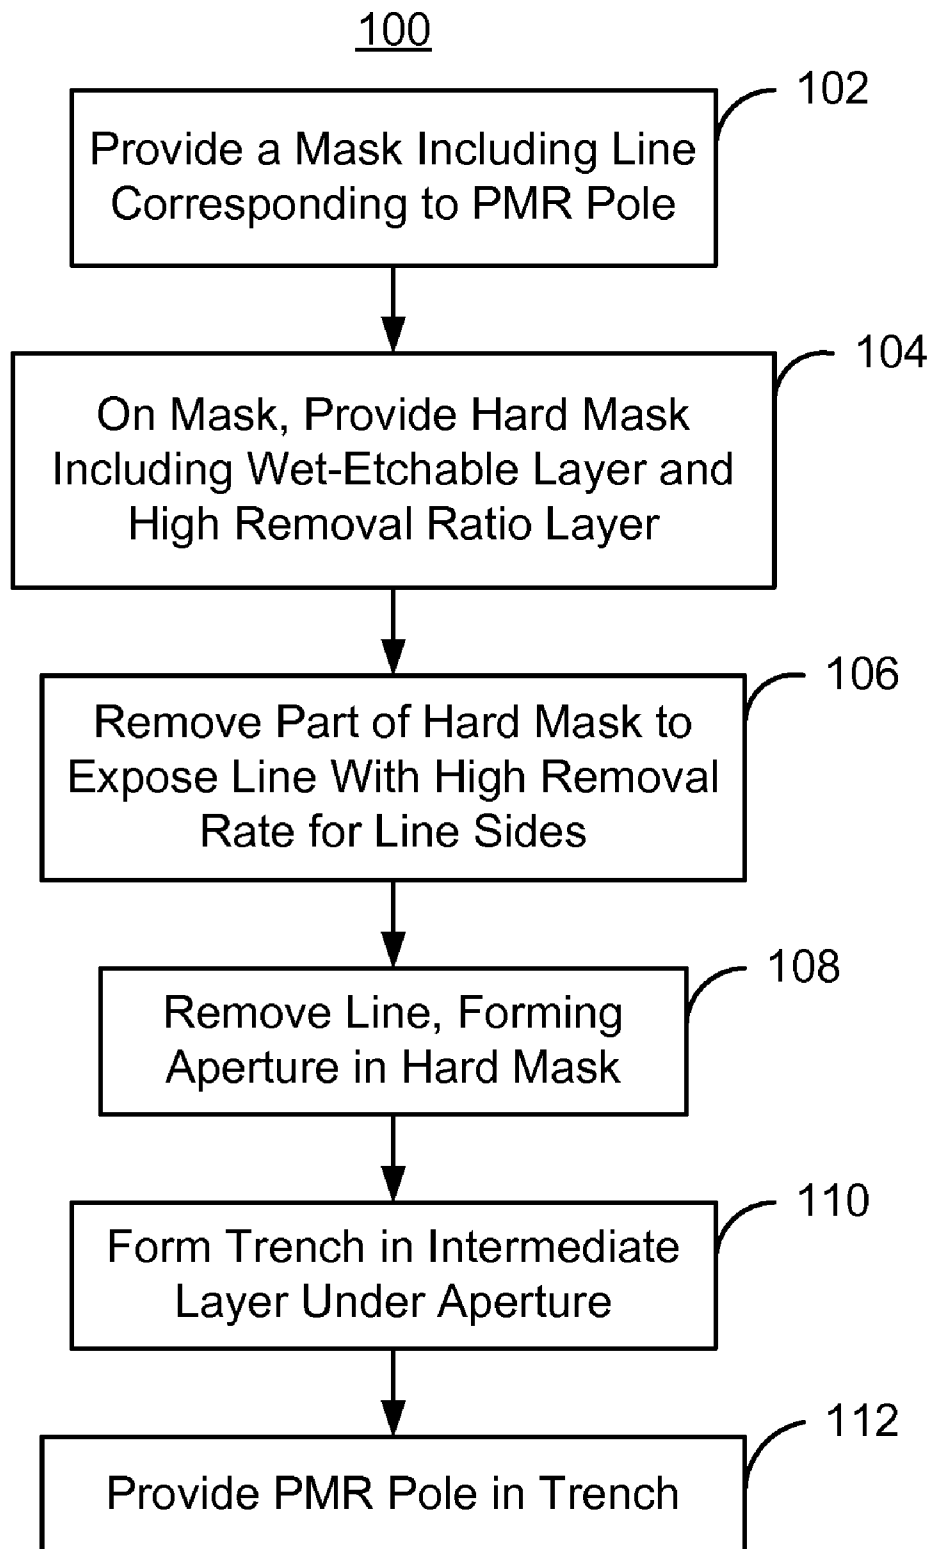 100
102
Provide a Mask Including Line
Corresponding to PMR Pole
104
On Mask, Provide Hard Mask
Including Wet-Etchable Layer and
High Removal Ratio Layer
106
Remove Part of Hard Mask to
Expose Line With High Removal
Rate for Line Sides
108
Remove Line, Forming
Aperture in Hard Mask
110
Form Trench in Intermediate
Layer Under Aperture
112
Provide PMR Pole in Trench